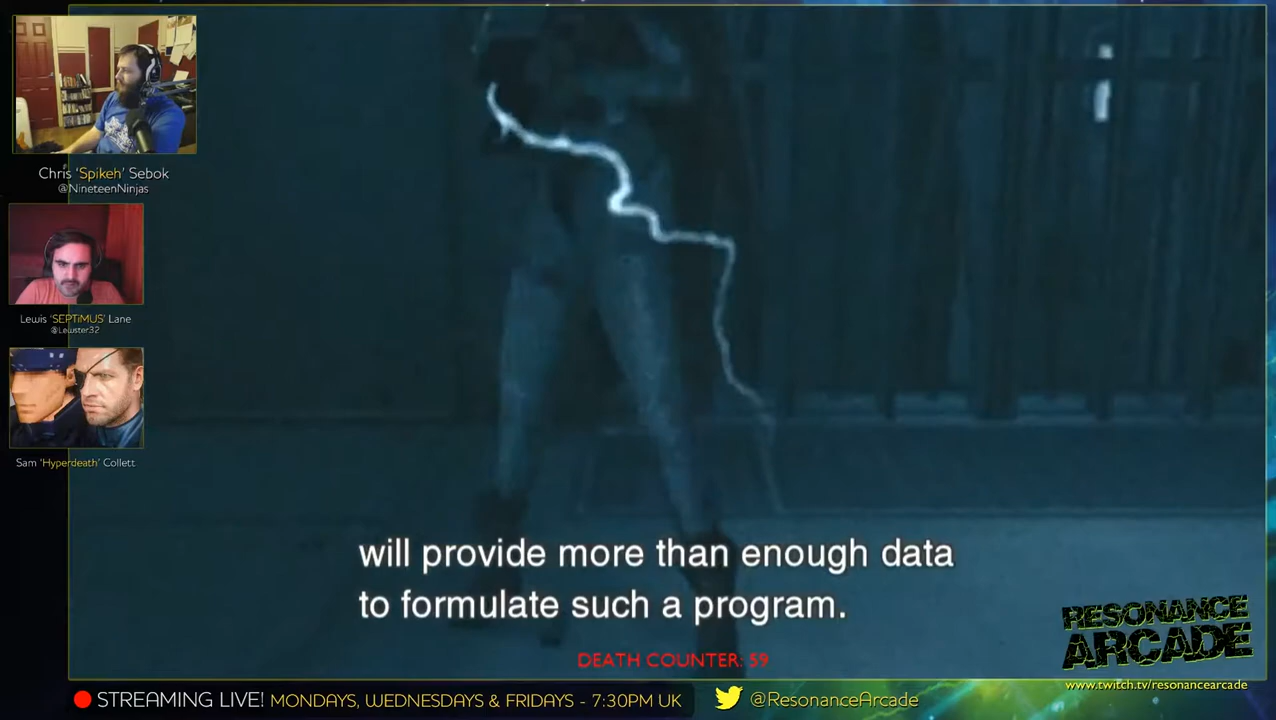 Chris 'Spikeh' Sebok
@NineteenNinjas
Lewis 'SEPTiMUS' Lane
@Lewster32
Sam 'Hyperdeath' Collett
will provide more than enough data
to formulate such a program.
DEATH COUNTER: 59
RESONANCE
ARCADE
www.twitch.tv/resonancearcade
STREAMING LIVE! MONDAYS, WEDNESDAYS & FRIDAYS - 7:30PM UK
@ResonanceArcade